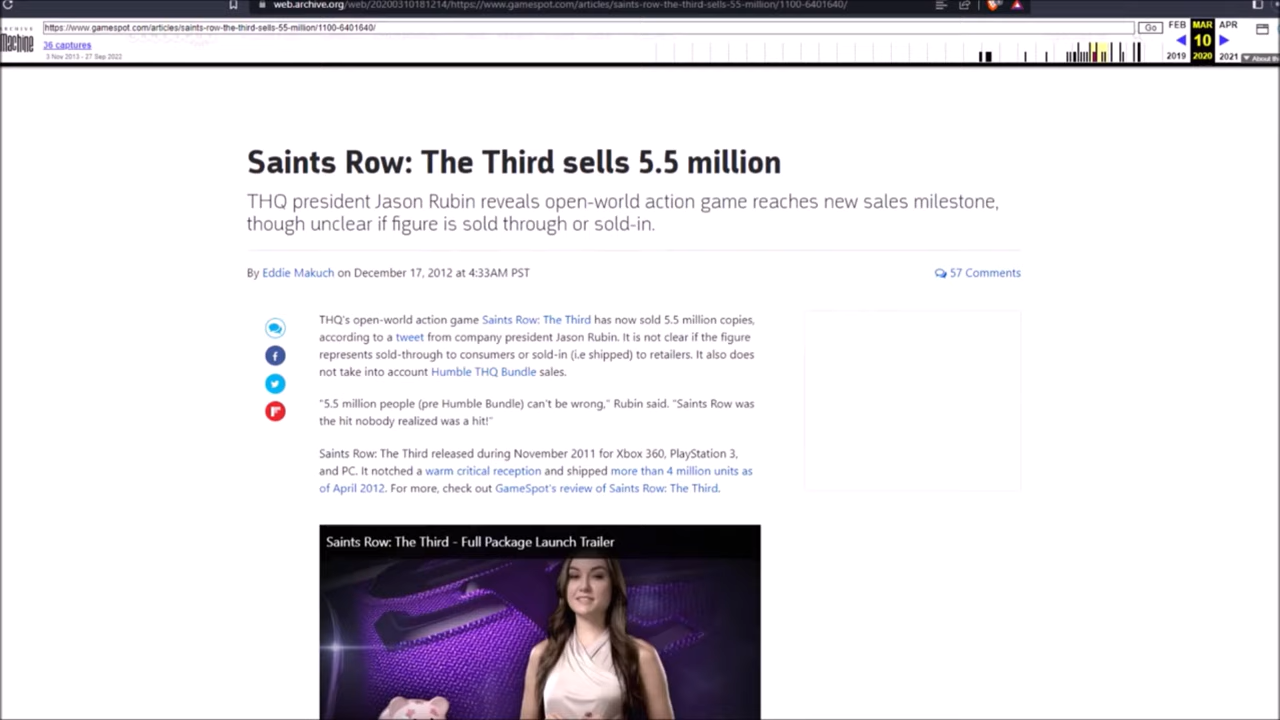 web.archive.org/web/20200310181214/https://www.gamespot.com/articles/saints-row-the-third-sells-55-million/1100-6401640/
https://www.gamespot.com/articles/saints-row-the-third-sells-55-million/1100-6401640/
Go
FEB MAR APR
Machine
36 captures
10
3 Nov 2013 - 27 Sep 2022
2019 2020 2021
About
Saints Row: The Third sells 5.5 million
THQ president Jason Rubin reveals open-world action game reaches new sales milestone,
though unclear if figure is sold through or sold-in.
By Eddie Makuch on December 17, 2012 at 4:33AM PST
57 Comments
THQ's open-world action game Saints Row: The Third has now sold 5.5 million copies,
according to a tweet from company president Jason Rubin. It is not clear if the figure
represents sold-through to consumers or sold-in (i.e shipped) to retailers. It also does
not take into account Humble THQ Bundle sales.
"5.5 million people (pre Humble Bundle) can't be wrong," Rubin said. "Saints Row was
the hit nobody realized was a hit!"
Saints Row: The Third released during November 2011 for Xbox 360, PlayStation 3,
and PC. It notched a warm critical reception and shipped more than 4 million units as
of April 2012. For more, check out GameSpot's review of Saints Row: The Third.
Saints Row: The Third - Full Package Launch Trailer